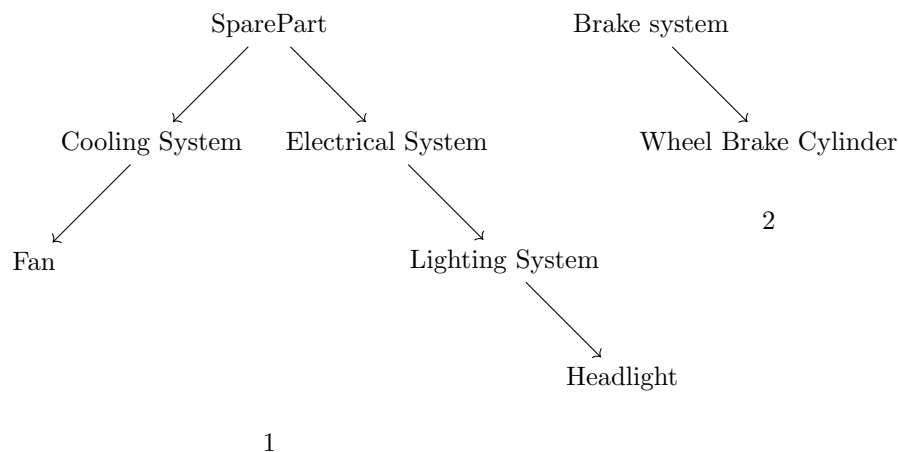 SparePart
Brake system
Cooling System
Electrical System
Wheel Brake Cylinder
2
Fan
Lighting System
Headlight
1